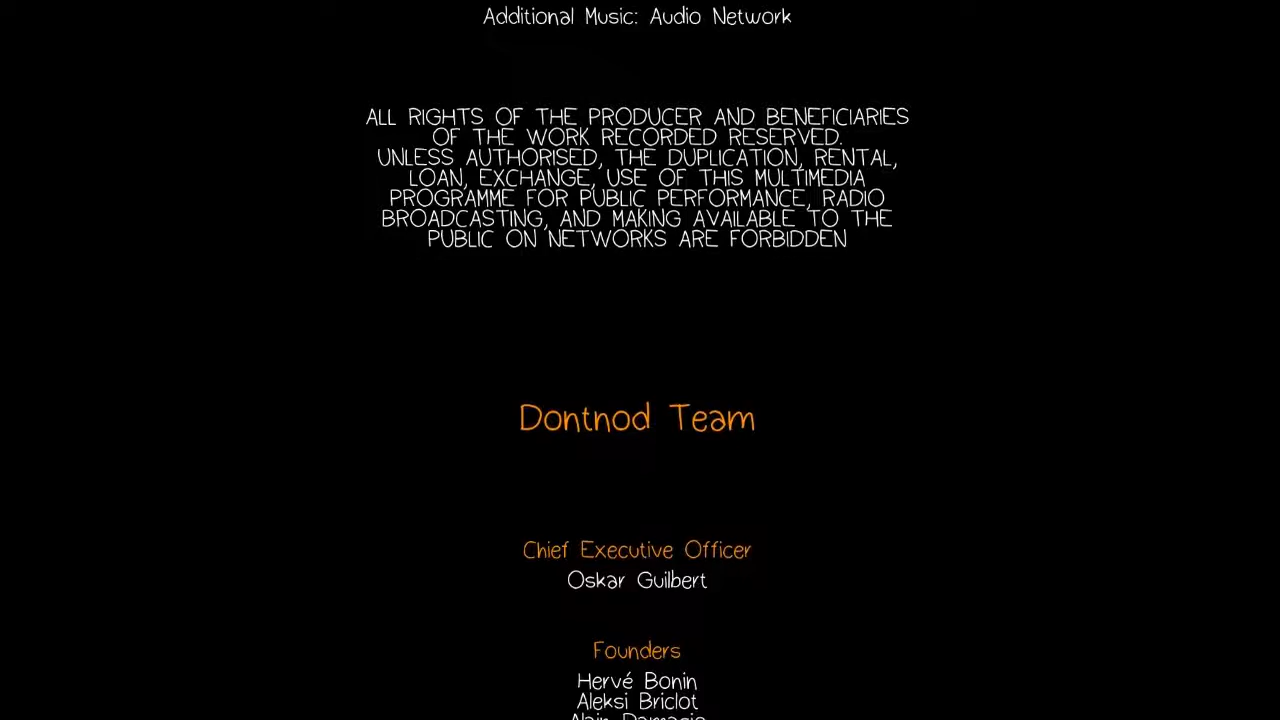 Additional Music: Audio Network
ALL RIGHTS OF THE PRODUCER AND BENEFICIARIES
OF THE WORK RECORDED RESERVED.
UNLESS AUTHORISED, THE DUPLICATION, RENTAL,
LOAN, EXCHANGE, USE OF THIS MULTIMEDIA
PROGRAMME FOR PUBLIC PERFORMANCE, RADIO
BROADCASTING, AND MAKING AVAILABLE TO THE
PUBLIC ON NETWORKS ARE FORBIDDEN
Dontnod Team
Chief Executive Officer
Oskar Guilbert
Founders
Hervé Bonin
Aleksi Briclot
Alain Damasio